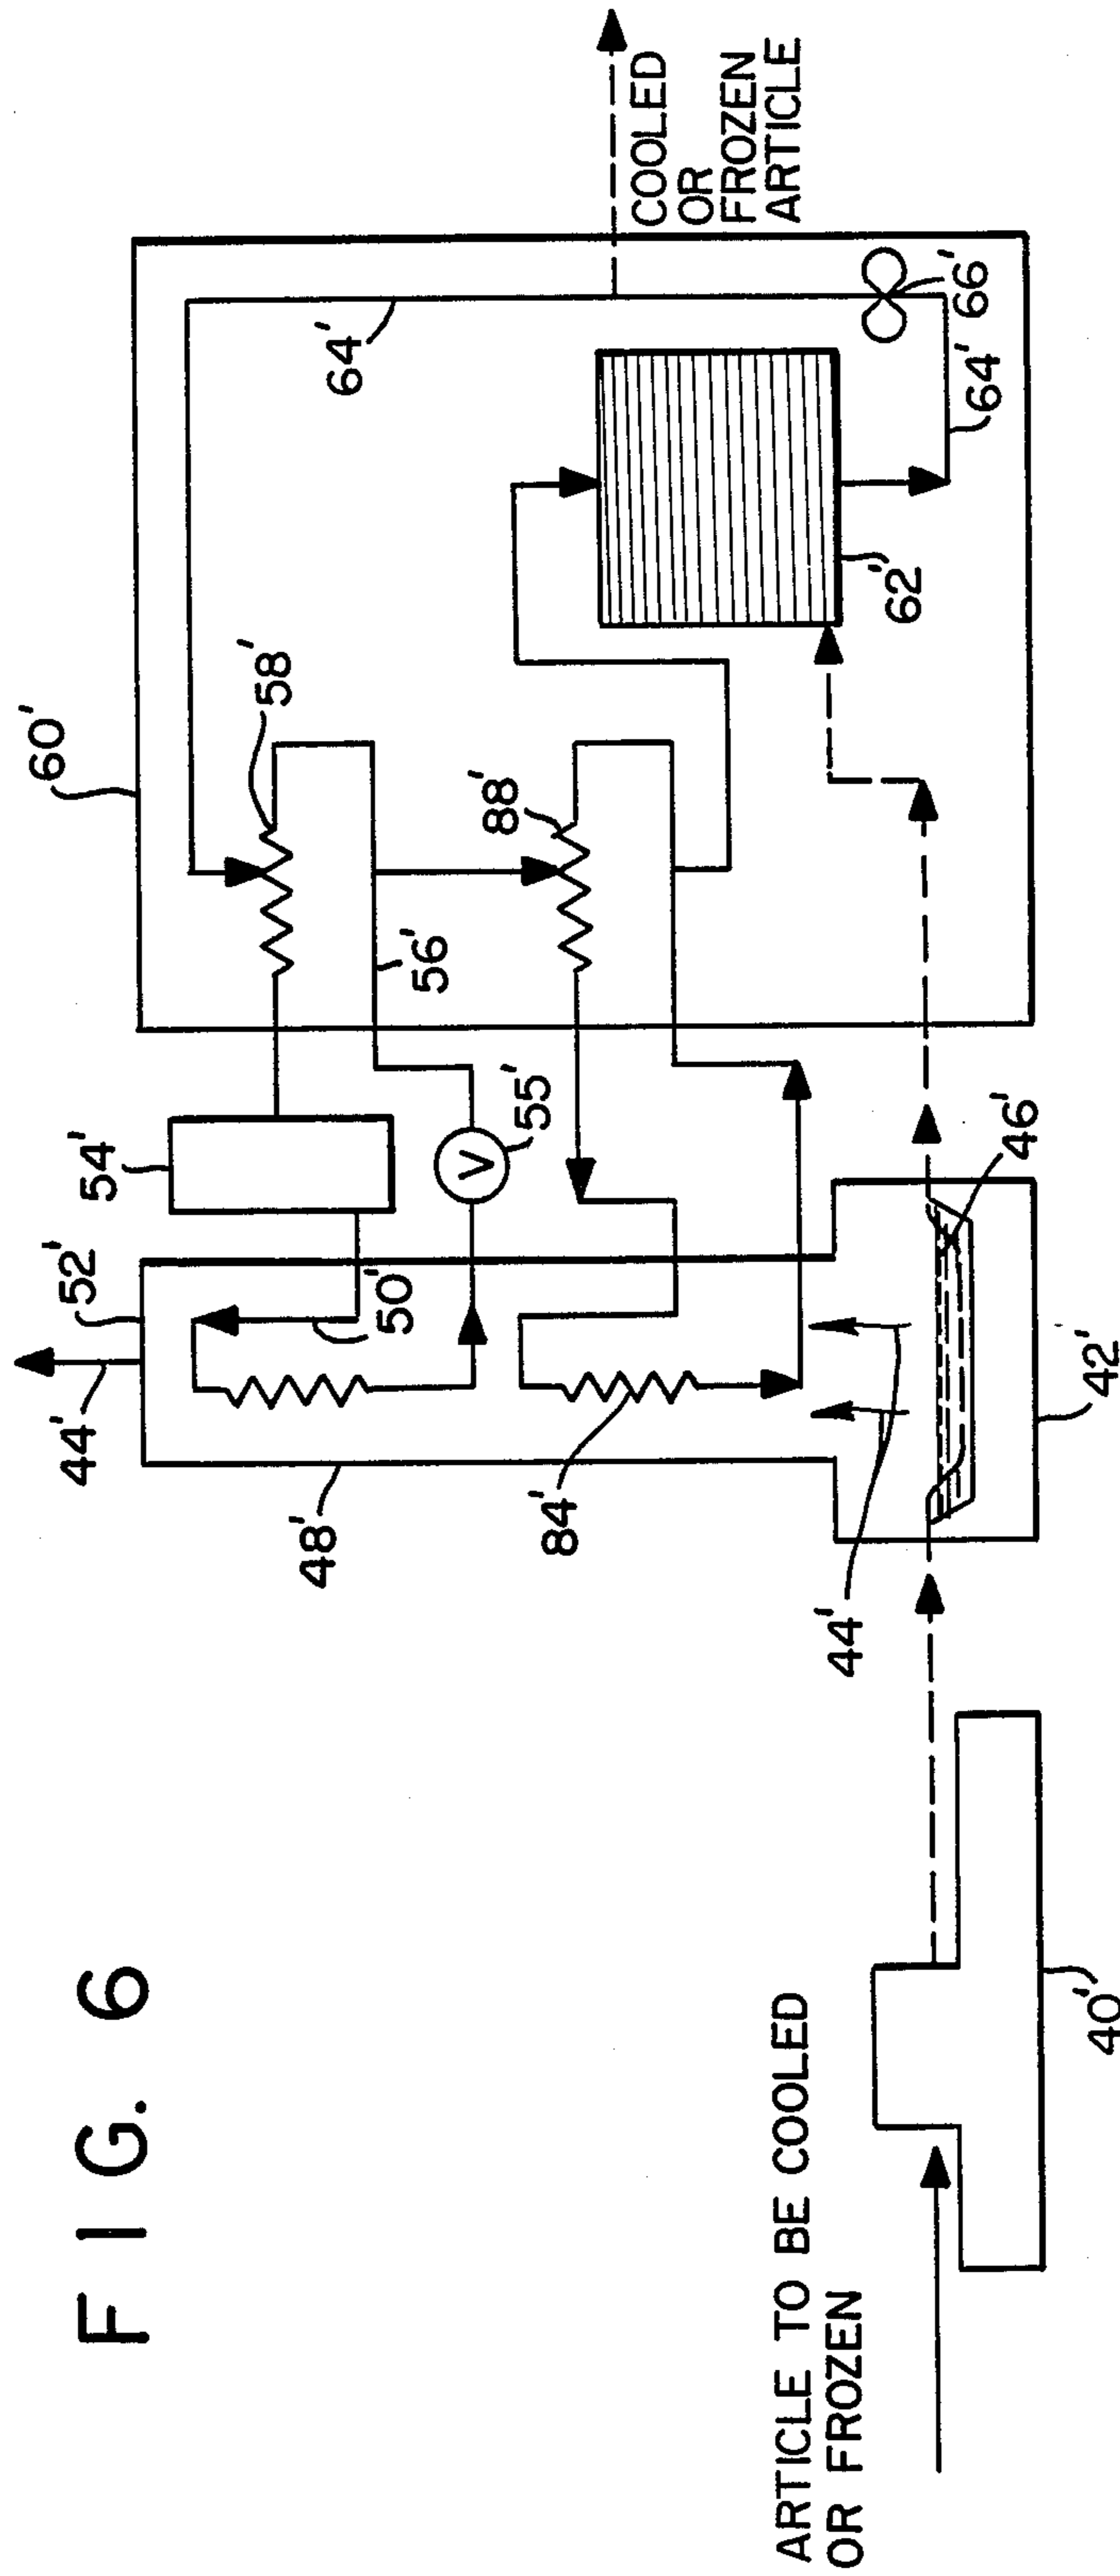 FIG. 6
ARTICLE TO BE COOLED
OR FROZEN
40'
42'
44'
44'
46'
48'
84'
50'
52'
54'
55'
56'
58'
88'
60'
62'
64'
64'
66'
V
COOLED
OR
FROZEN
ARTICLE